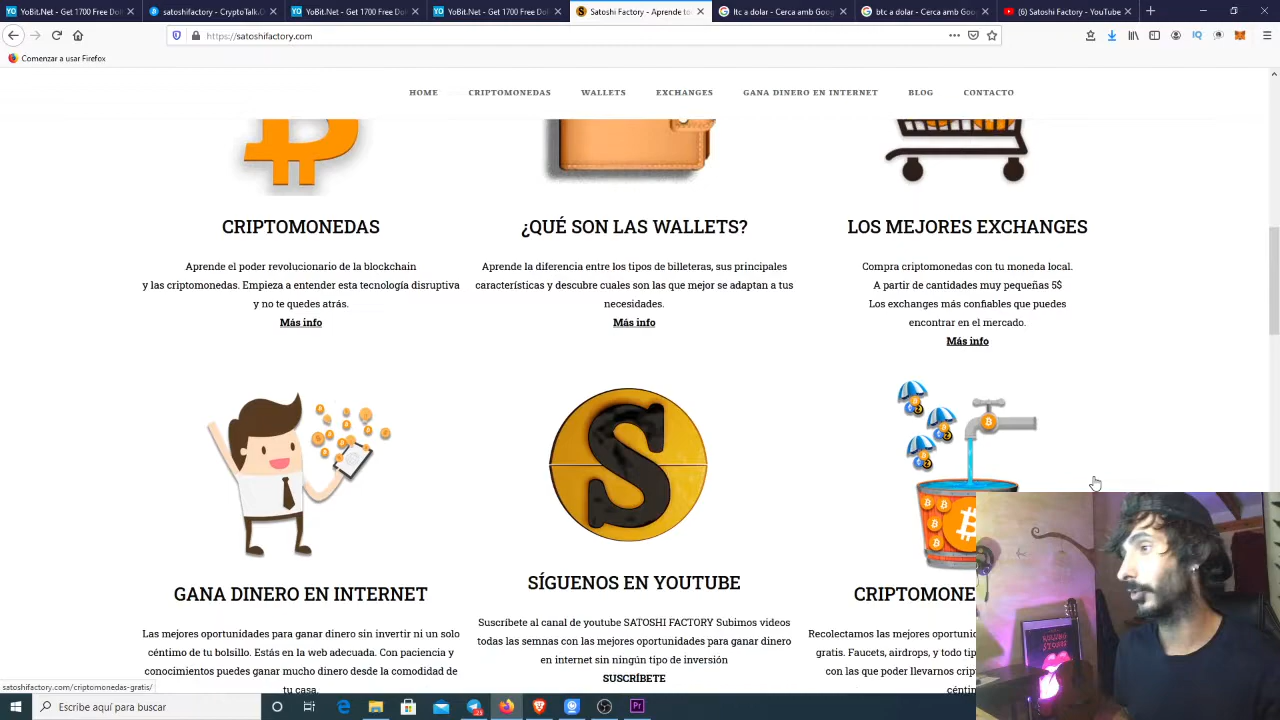 YoBit.Net - Get 1700 Free Dol
satoshifactory - CryptoTalk.O
YoBit.Net - Get 1700 Free Dol
YoBit.Net - Get 1700 Free Dol
Satoshi Factory - Aprende to
ltc a dolar - Cerca amb Goog
btc a dolar - Cerca amb Goog
(6) Satoshi Factory - YouTube
https://satoshifactory.com
Comenzar a usar Firefox
HOME CRIPTOMONEDAS WALLETS EXCHANGES GANA DINERO EN INTERNET BLOG CONTACTO
CRIPTOMONEDAS
Aprende el poder revolucionario de la blockchain
y las criptomonedas. Empieza a entender esta tecnología disruptiva
y no te quedes atrás.
Más info
¿QUÉ SON LAS WALLETS?
Aprende la diferencia entre los tipos de billeteras, sus principales
características y descubre cuales son las que mejor se adaptan a tus
necesidades.
Más info
LOS MEJORES EXCHANGES
Compra criptomonedas con tu moneda local.
A partir de cantidades muy pequeñas 5$
Los exchanges más confiables que puedes
encontrar en el mercado.
Más info
GANA DINERO EN INTERNET
Las mejores oportunidades para ganar dinero sin invertir ni un solo
céntimo de tu bolsillo. Estás en la web adecuada. Con paciencia y
conocimientos puedes ganar mucho dinero desde la comodidad de
tu casa.
S
SÍGUENOS EN YOUTUBE
Suscríbete al canal de youtube SATOSHI FACTORY Subimos videos
todas las semnas con las mejores oportunidades para ganar dinero
en internet sin ningún tipo de inversión
SUSCRÍBETE
CRIPTOMONE
Recolectamos las mejores oportuni
gratis. Faucets, airdrops, y todo tip
con las que poder llevarnos crip
céntim
satoshifactory.com/criptomonedas-gratis/
Escribe aquí para buscar